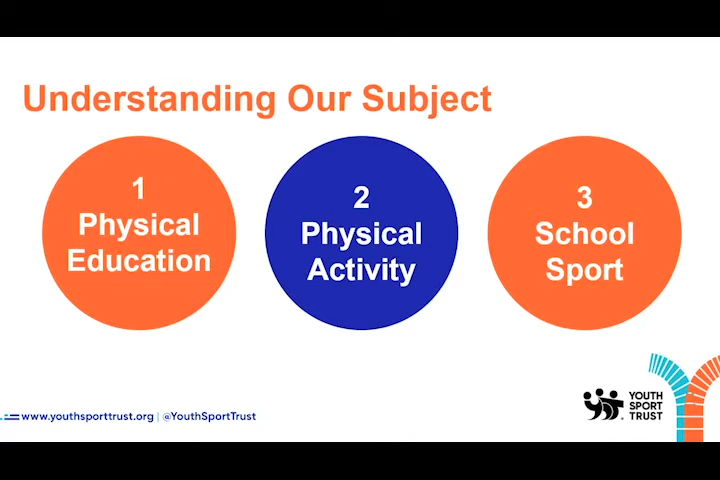 Understanding Our Subject
1
Physical
Education
2
Physical
Activity
3
School
Sport
www.youthsporttrust.org | @YouthSportTrust
YOUTH
SPORT
TRUST